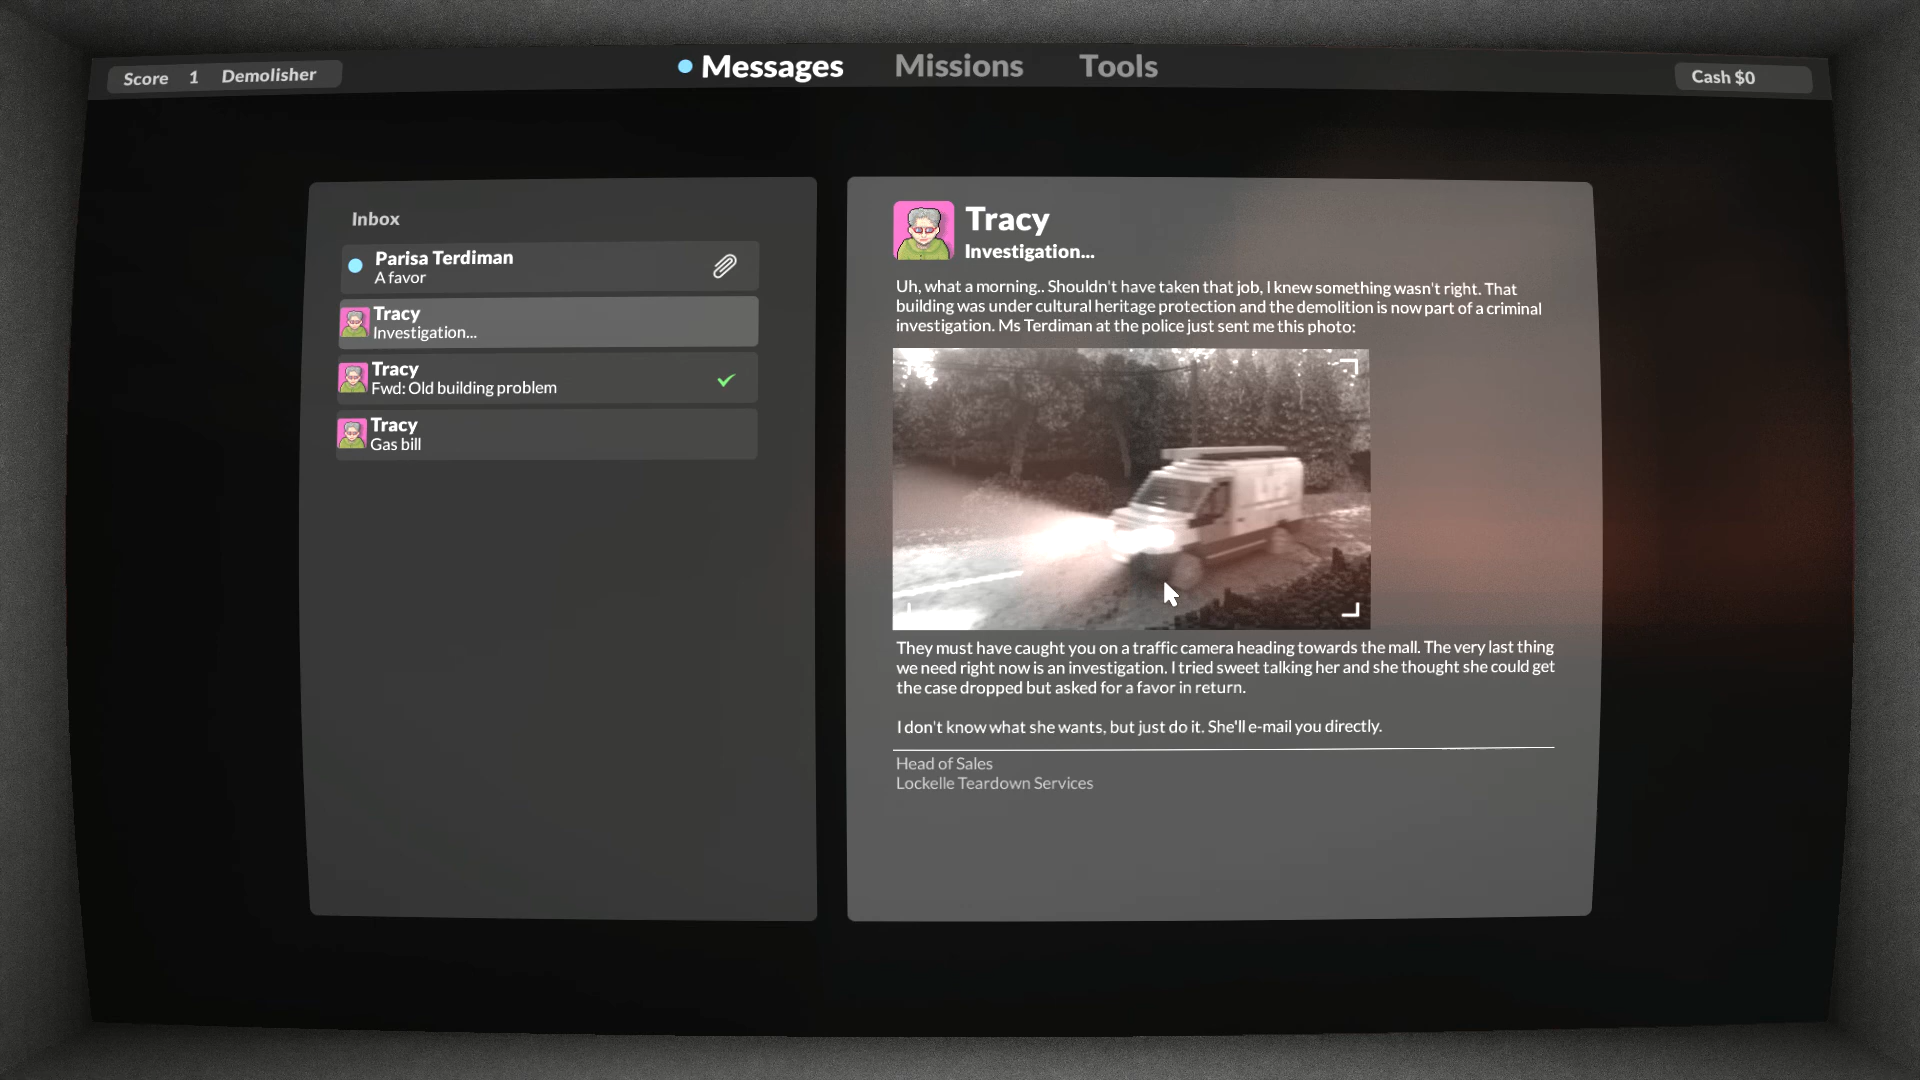 Score 1 Demolisher
Messages
Missions
Tools
Cash $0
Inbox
Parisa Terdiman
A favor
Tracy
Investigation...
Tracy
Fwd: Old building problem
Tracy
Gas bill
Tracy
Investigation...
Uh, what a morning.. Shouldn't have taken that job, I knew something wasn't right. That
building was under cultural heritage protection and the demolition is now part of a criminal
investigation. Ms Terdiman at the police just sent me this photo:
They must have caught you on a traffic camera heading towards the mall. The very last thing
we need right now is an investigation. I tried sweet talking her and she thought she could get
the case dropped but asked for a favor in return.
I don't know what she wants, but just do it. She'll e-mail you directly.
Head of Sales
Lockelle Teardown Services